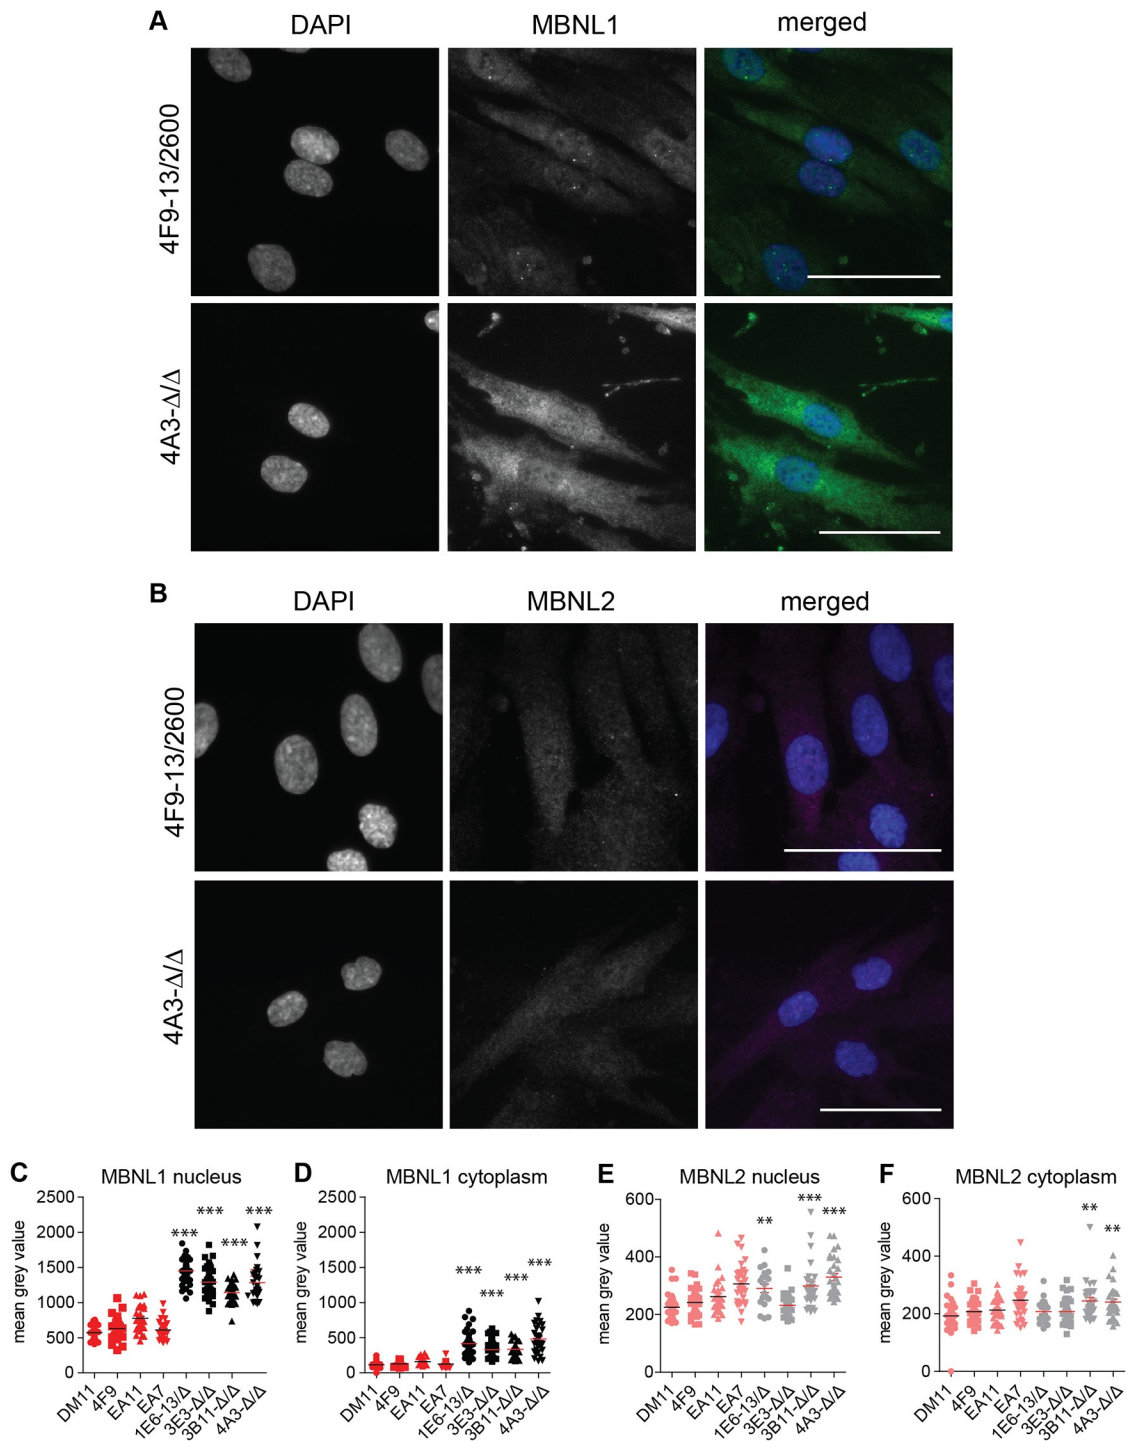 A
DAPI MBNL1 merged
4F9-13/2600
4A3-Δ/Δ
B
DAPI MBNL2 merged
4F9-13/2600
4A3-Δ/Δ
C
MBNL1 nucleus
mean grey value
2500
2000
1500
1000
500
0
*** *** *** ***
DM11
4F9
EA11
EA7
1E6-13/Δ
3E3-Δ/Δ
3B11-Δ/Δ
4A3-Δ/Δ
D
MBNL1 cytoplasm
mean grey value
2500
2000
1500
1000
500
0
*** *** *** ***
DM11
4F9
EA11
EA7
1E6-13/Δ
3E3-Δ/Δ
3B11-Δ/Δ
4A3-Δ/Δ
E
MBNL2 nucleus
mean grey value
600
400
200
0
** *** ***
DM11
4F9
EA11
EA7
1E6-13/Δ
3E3-Δ/Δ
3B11-Δ/Δ
4A3-Δ/Δ
F
MBNL2 cytoplasm
mean grey value
600
400
200
0
** **
DM11
4F9
EA11
EA7
1E6-13/Δ
3E3-Δ/Δ
3B11-Δ/Δ
4A3-Δ/Δ